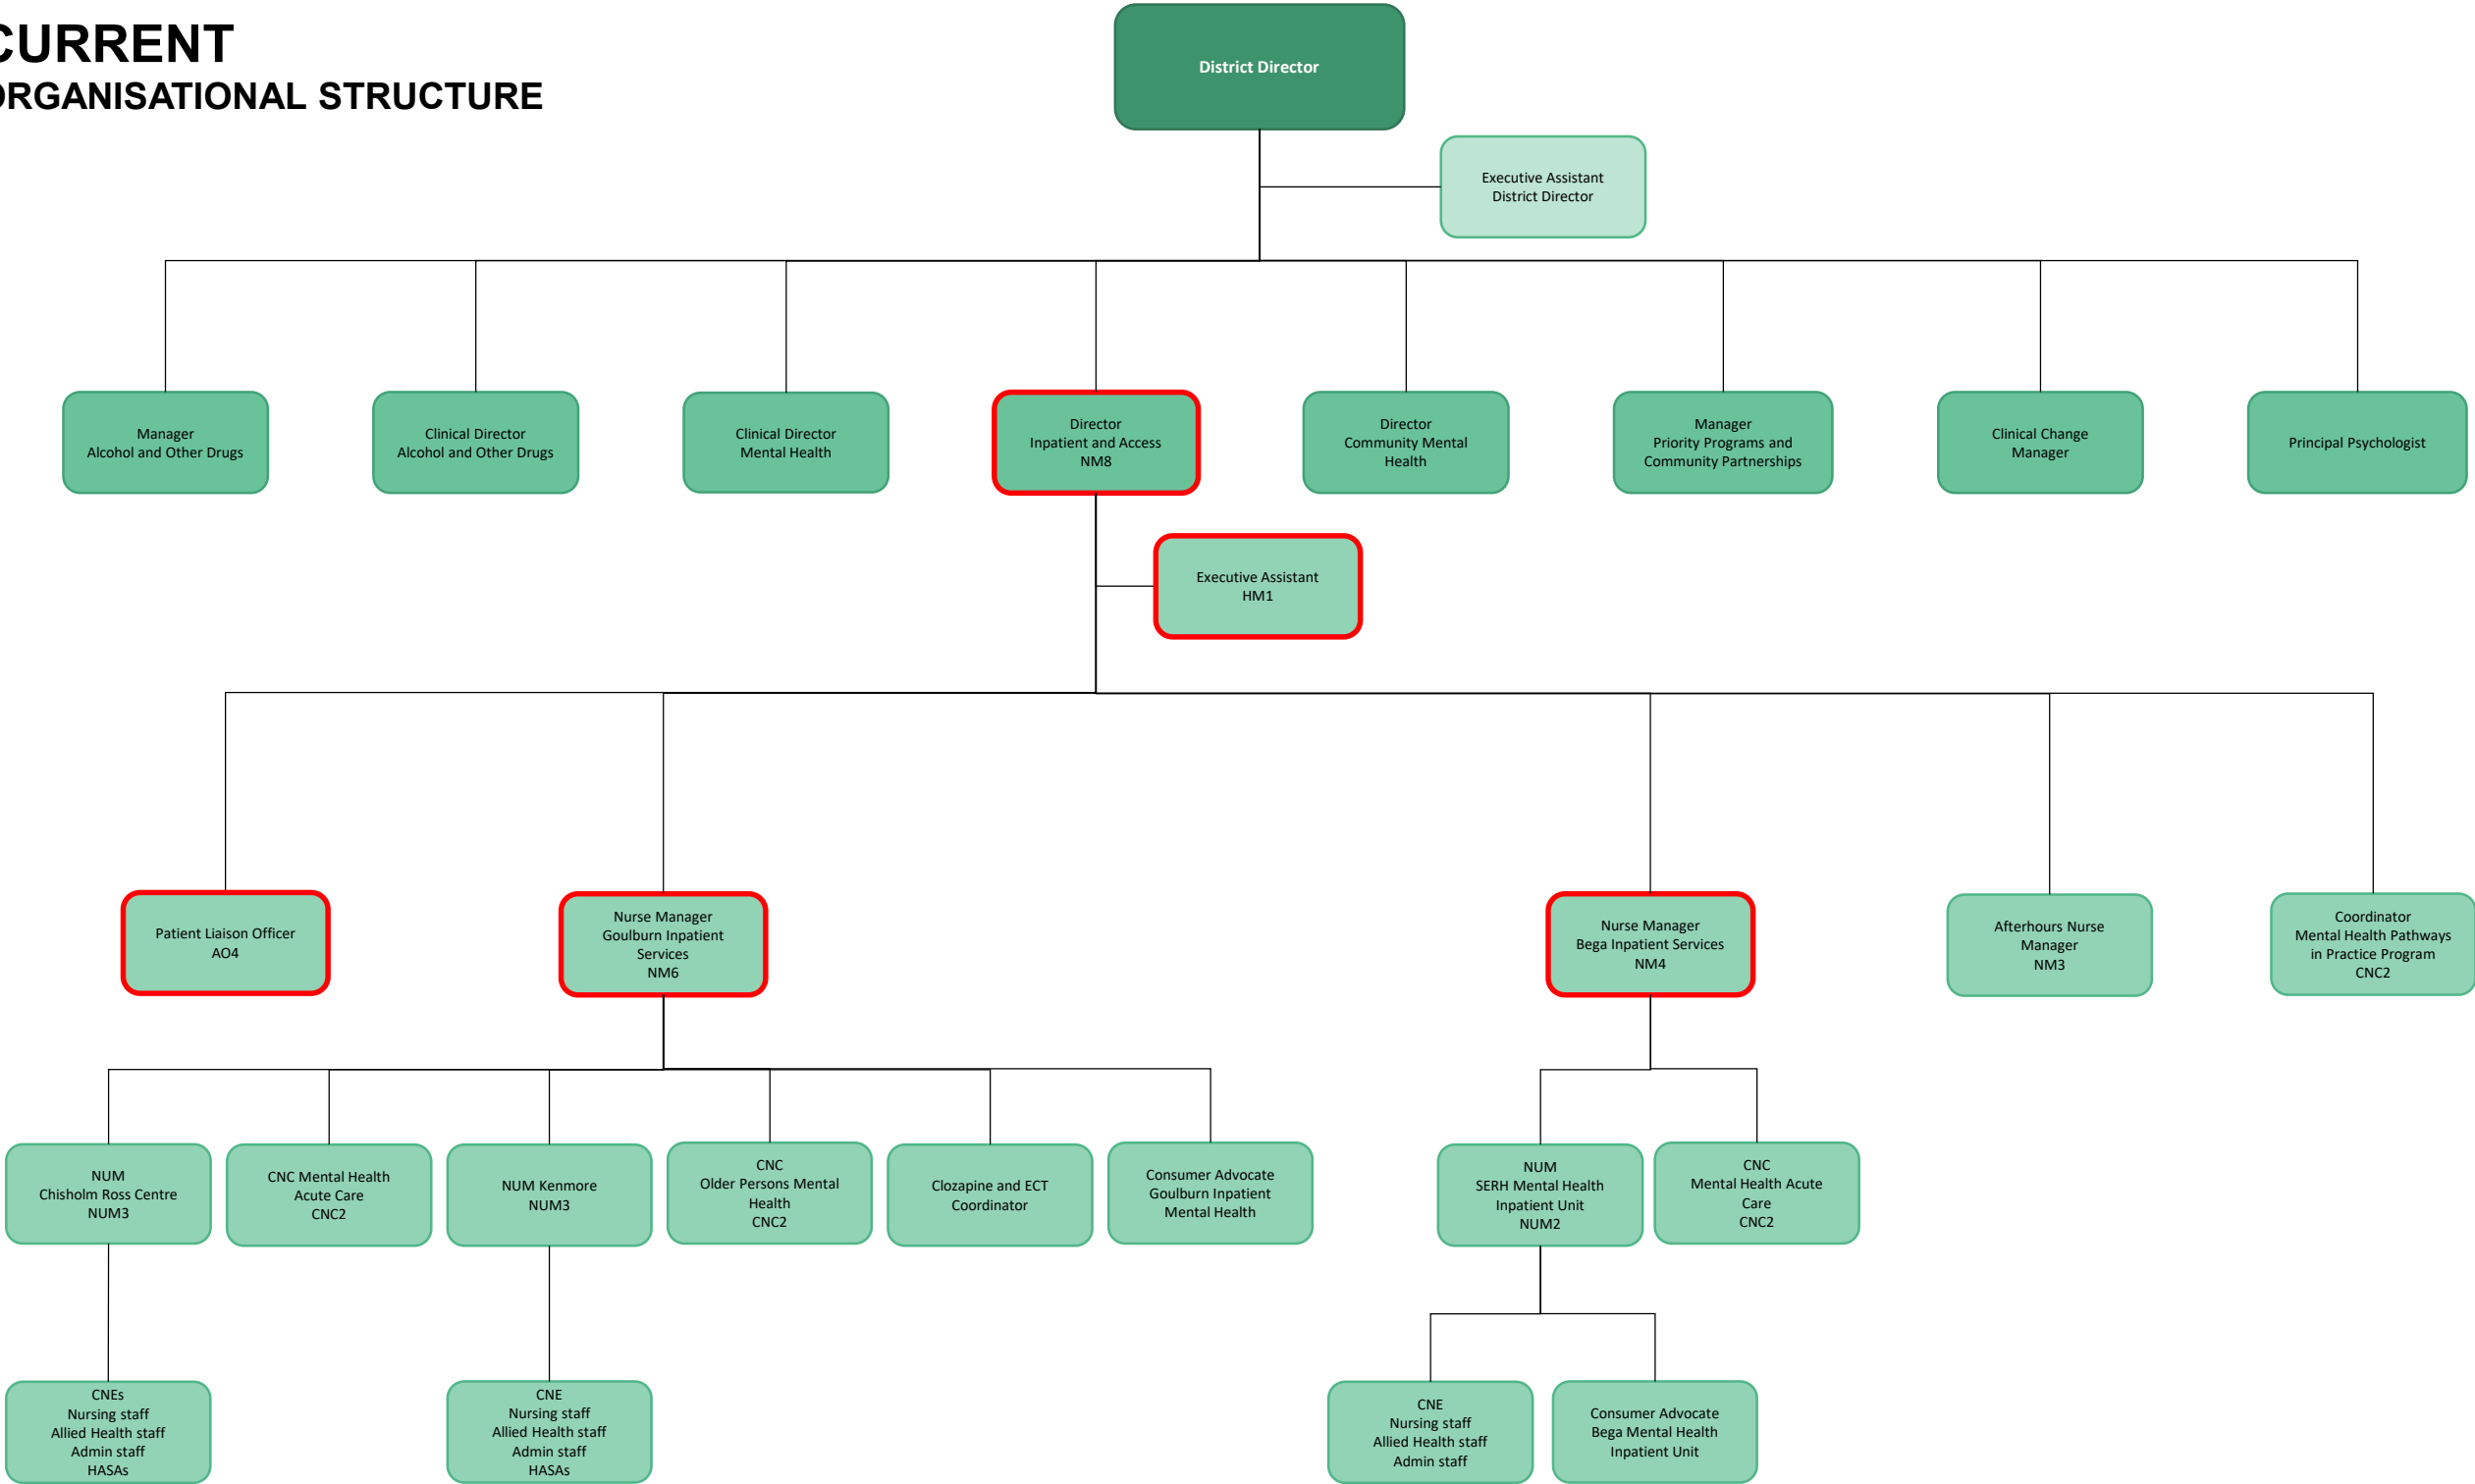 CURRENT
ORGANISATIONAL STRUCTURE
District Director
Executive Assistant
District Director
Manager
Alcohol and Other Drugs
Clinical Director
Alcohol and Other Drugs
Clinical Director
Mental Health
Director
Inpatient and Access
NM8
Director
Community Mental
Health
Manager
Priority Programs and
Community Partnerships
Clinical Change
Manager
Principal Psychologist
Executive Assistant
HM1
Patient Liaison Officer
AO4
Nurse Manager
Goulburn Inpatient
Services
NM6
Nurse Manager
Bega Inpatient Services
NM4
Afterhours Nurse
Manager
NM3
Coordinator
Mental Health Pathways
in Practice Program
CNC2
NUM
Chisholm Ross Centre
NUM3
CNC Mental Health
Acute Care
CNC2
NUM Kenmore
NUM3
CNC
Older Persons Mental
Health
CNC2
Clozapine and ECT
Coordinator
Consumer Advocate
Goulburn Inpatient
Mental Health
NUM
SERH Mental Health
Inpatient Unit
NUM2
CNC
Mental Health Acute
Care
CNC2
CNEs
Nursing staff
Allied Health staff
Admin staff
HASAs
CNE
Nursing staff
Allied Health staff
Admin staff
HASAs
CNE
Nursing staff
Allied Health staff
Admin staff
Consumer Advocate
Bega Mental Health
Inpatient Unit